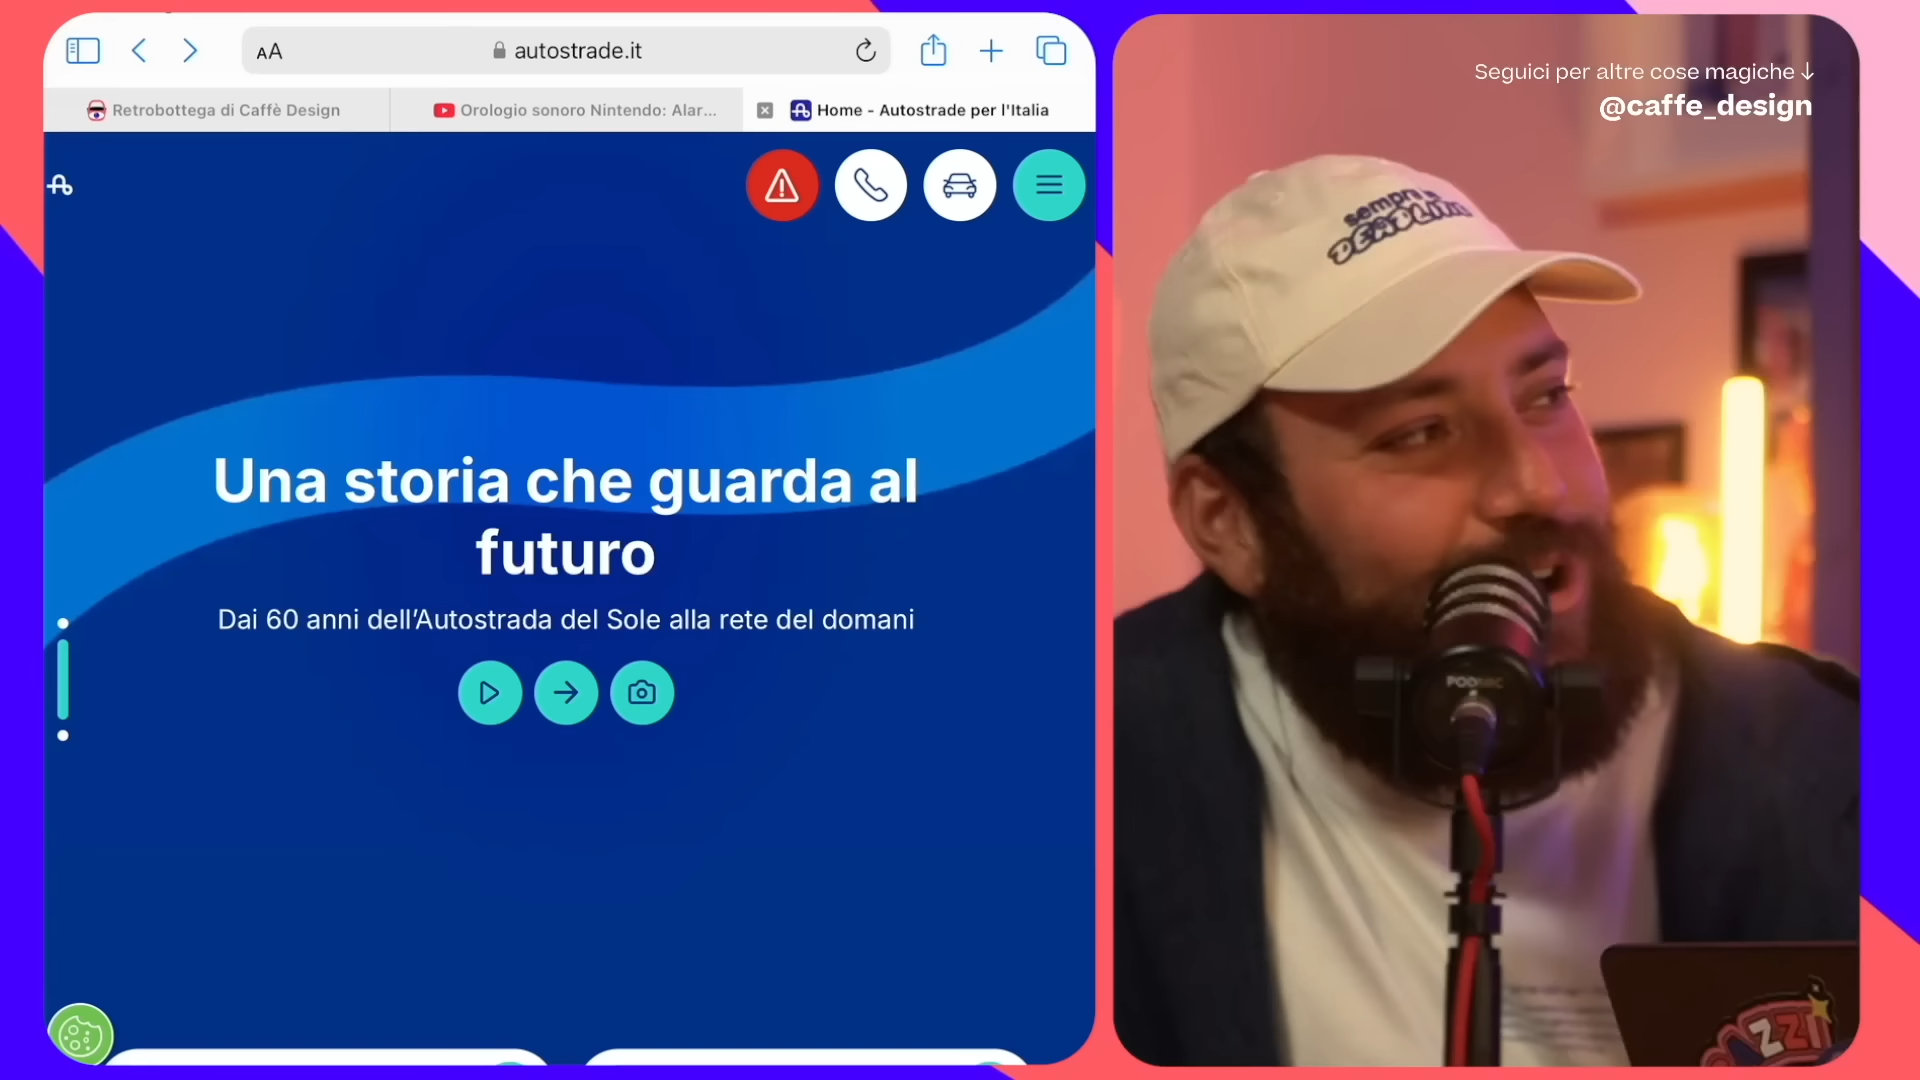 AA
autostrade.it
Retrobottega di Caffè Design
Orologio sonoro Nintendo: Alar...
Home - Autostrade per l'Italia
Una storia che guarda al
futuro
Dai 60 anni dell'Autostrada del Sole alla rete del domani
Seguici per altre cose magiche ↓
@caffe_design
DEADLINE